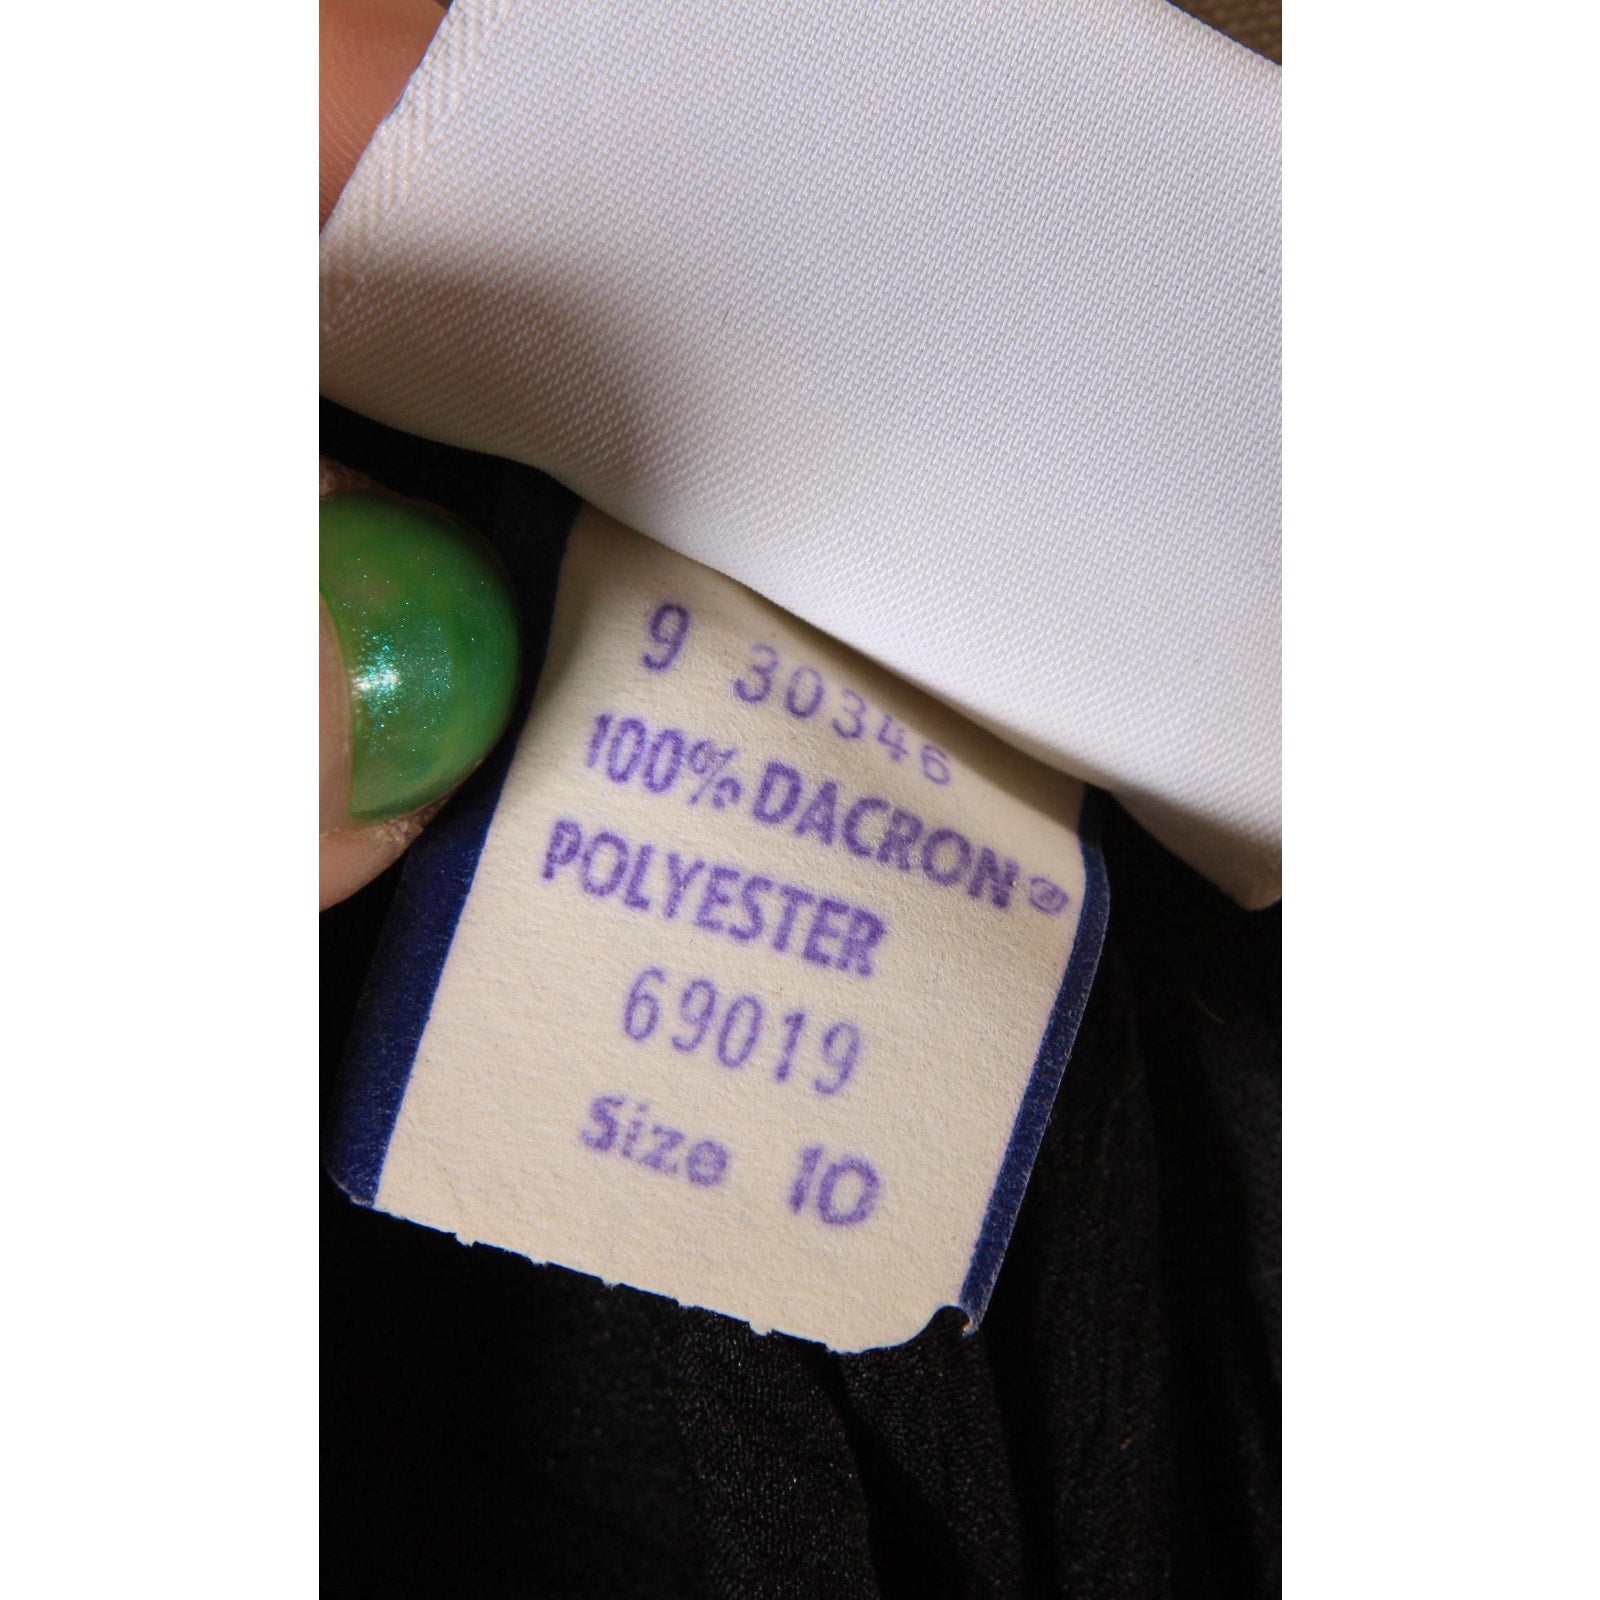 9 30346
100% DACRON®
POLYESTER
69019
Size 10